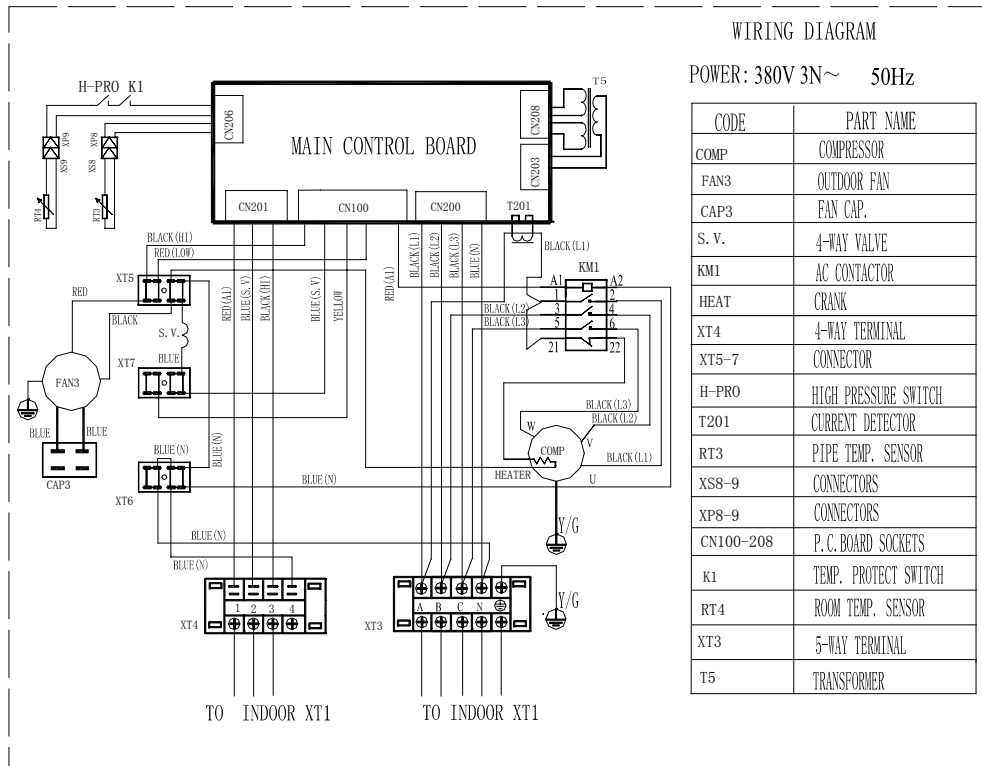 WIRING DIAGRAM
POWER: 380V 3N~ 50Hz
CODE PART NAME
COMP COMPRESSOR
FAN3 OUTDOOR FAN
CAP3 FAN CAP.
S. V. 4-WAY VALVE
KM1 AC CONTACTOR
HEAT CRANK
XT4 4-WAY TERMINAL
XT5-7 CONNECTOR
H-PRO HIGH PRESSURE SWITCH
T201 CURRENT DETECTOR
RT3 PIPE TEMP. SENSOR
XS8-9 CONNECTORS
XP8-9 CONNECTORS
CN100-208 P.C.BOARD SOCKETS
K1 TEMP. PROTECT SWITCH
RT4 ROOM TEMP. SENSOR
XT3 5-WAY TERMINAL
T5 TRANSFORMER
H-PRO K1
T5
CN206
MAIN CONTROL BOARD
CN208
CN203
XP9
XS9
XP8
XS8
RT4
RT3
CN201
CN100
CN200
T201
BLACK(HI)
RED(LOW)
BLACK(L1)
RED(A1)
BLUE(S.V)
BLACK(HI)
BLUE(S.V)
YELLOW
RED(A1)
BLACK(L1)
BLACK(L2)
BLACK(L3)
BLUE(N)
KM1
A1 A2
1 2
3 4
5 6
21 22
BLACK(L2)
BLACK(L3)
XT5
RED
BLACK
S. V.
BLUE
XT7
FAN3
BLUE
BLUE
CAP3
BLUE(N)
BLUE(N)
XT6
BLUE(N)
BLACK(L3)
BLACK(L2)
BLACK(L1)
W
V
U
COMP
HEATER
Y/G
BLUE(N)
BLUE(N)
1 2 3 4
XT4
A B C N
XT3
Y/G
TO INDOOR XT1
TO INDOOR XT1